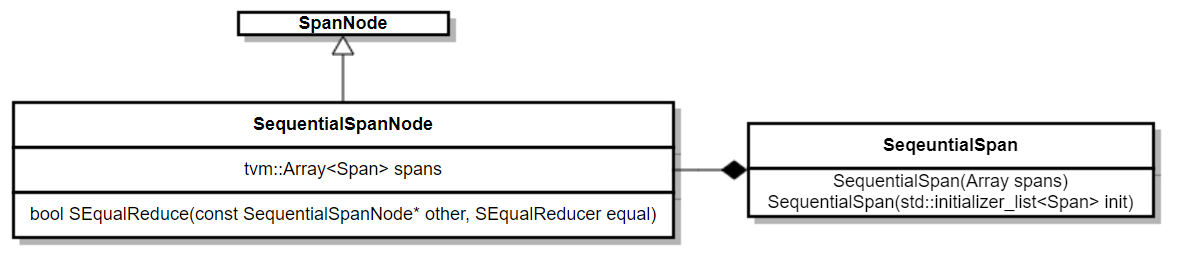 SpanNode
SequentialSpanNode
tvm::Array<Span> spans
bool SEqualReduce(const SequentialSpanNode* other, SEqualReducer equal)
SeqeuntialSpan
SequentialSpan(Array spans)
SequentialSpan(std::initializer_list<Span> init)